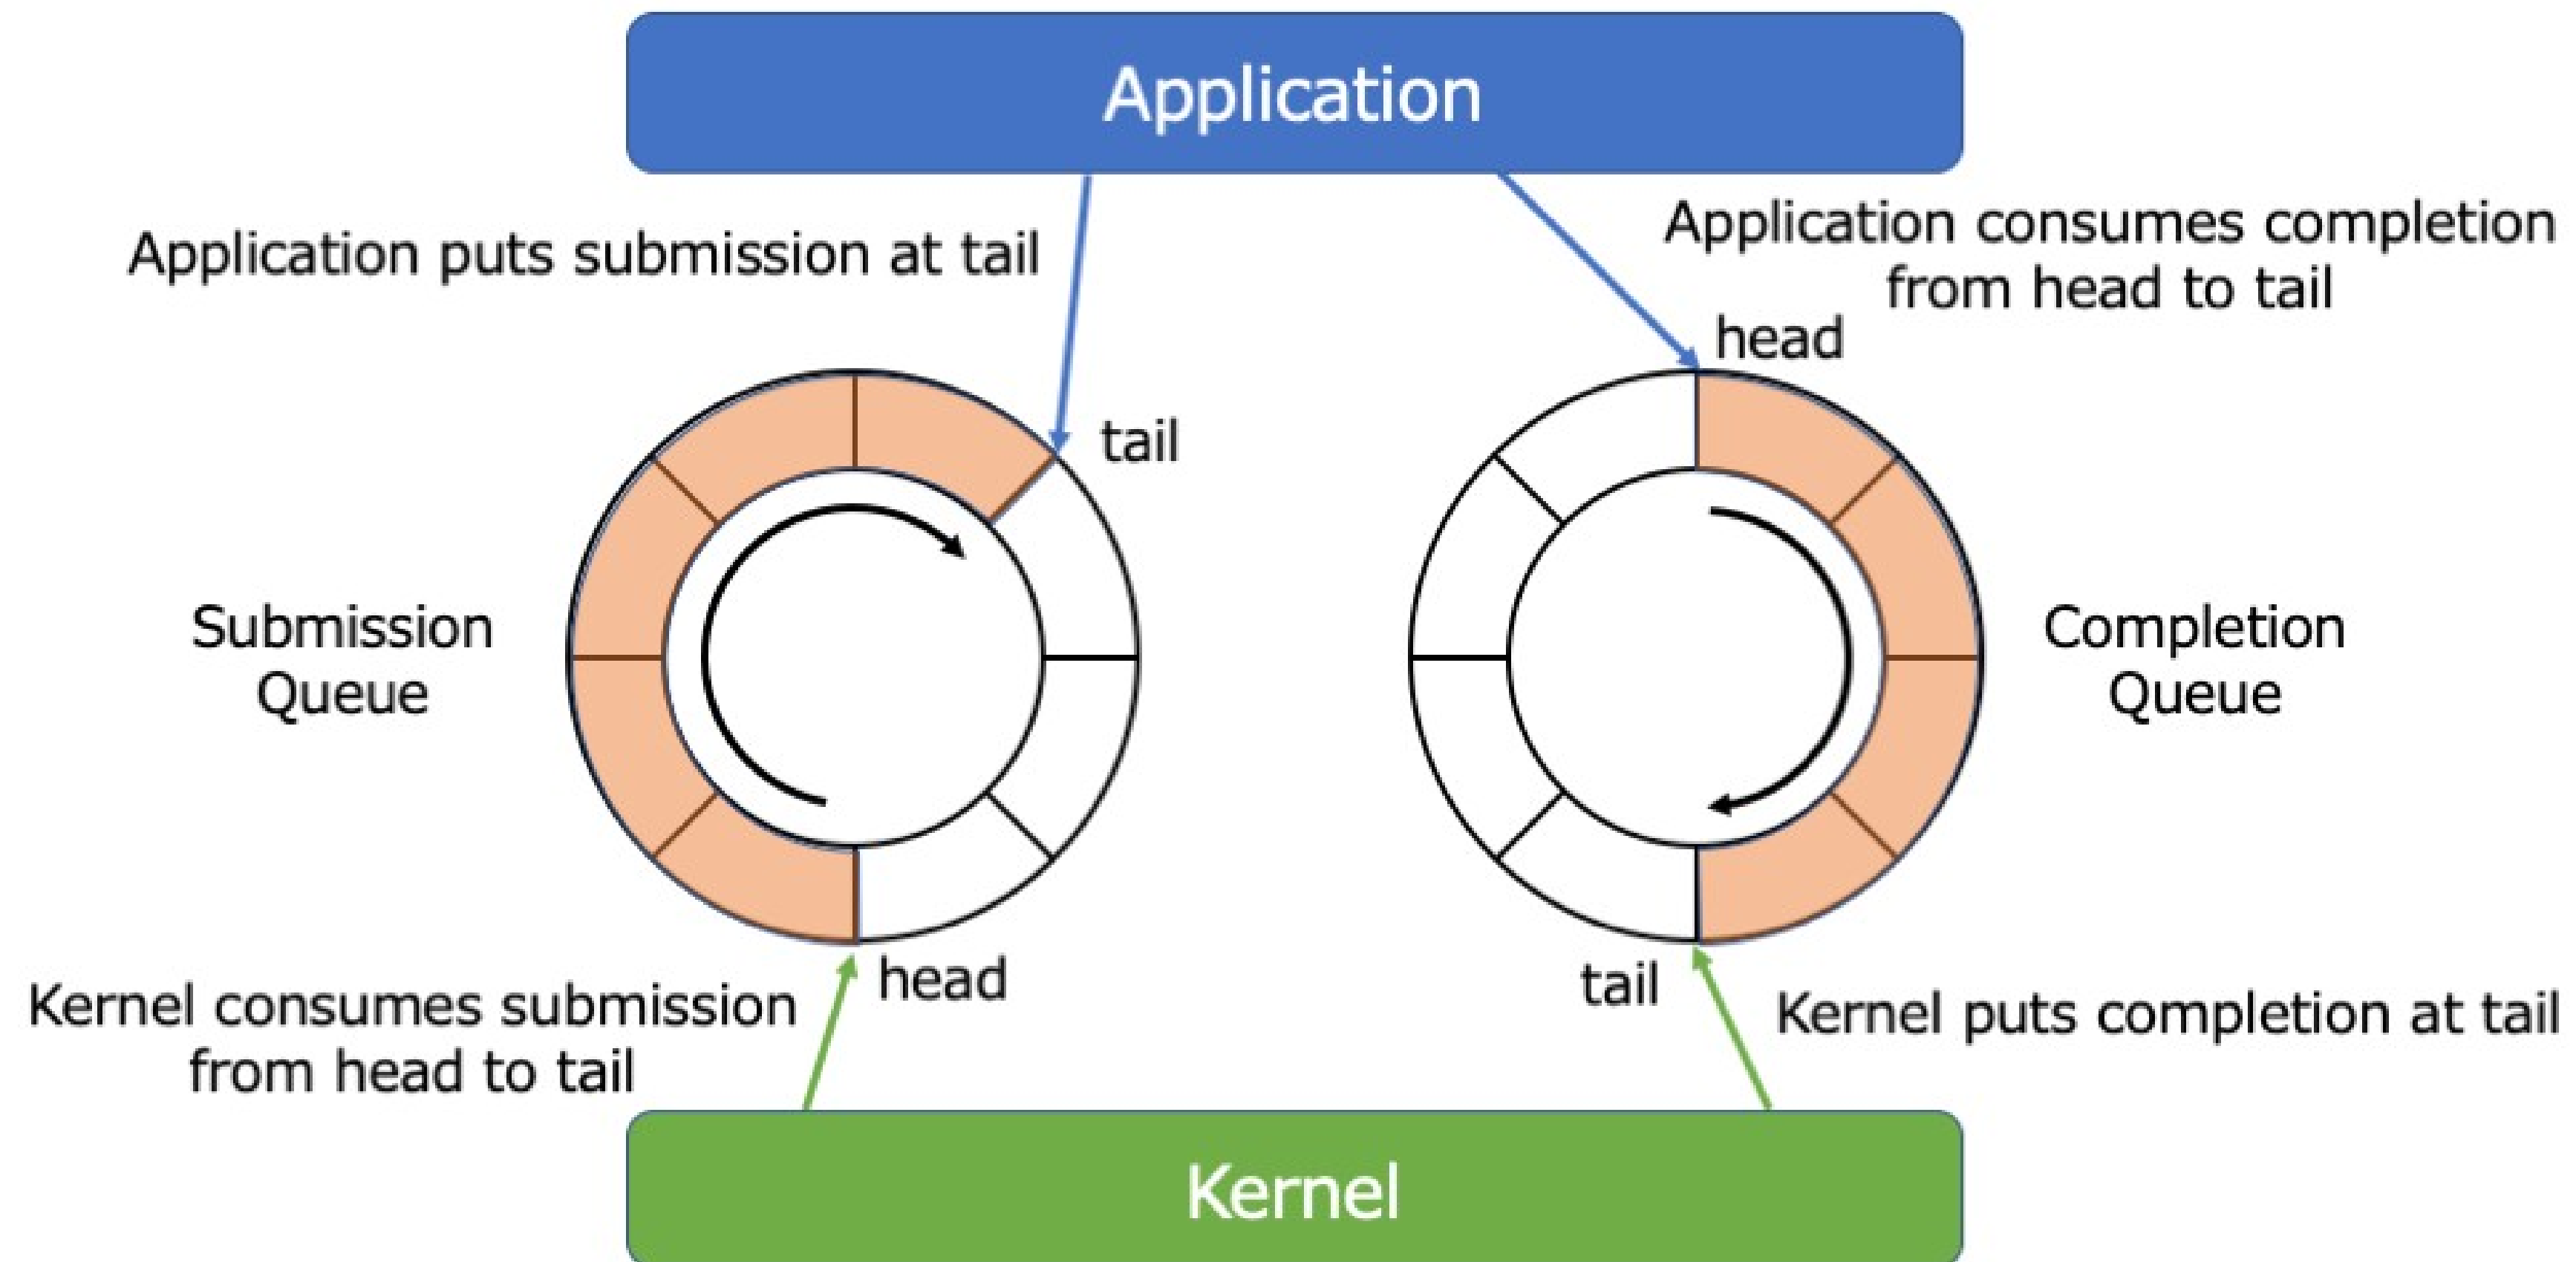 Application
Application puts submission at tail
Application consumes completion
from head to tail
head
tail
Submission
Queue
Completion
Queue
head
tail
Kernel consumes submission
from head to tail
Kernel puts completion at tail
Kernel